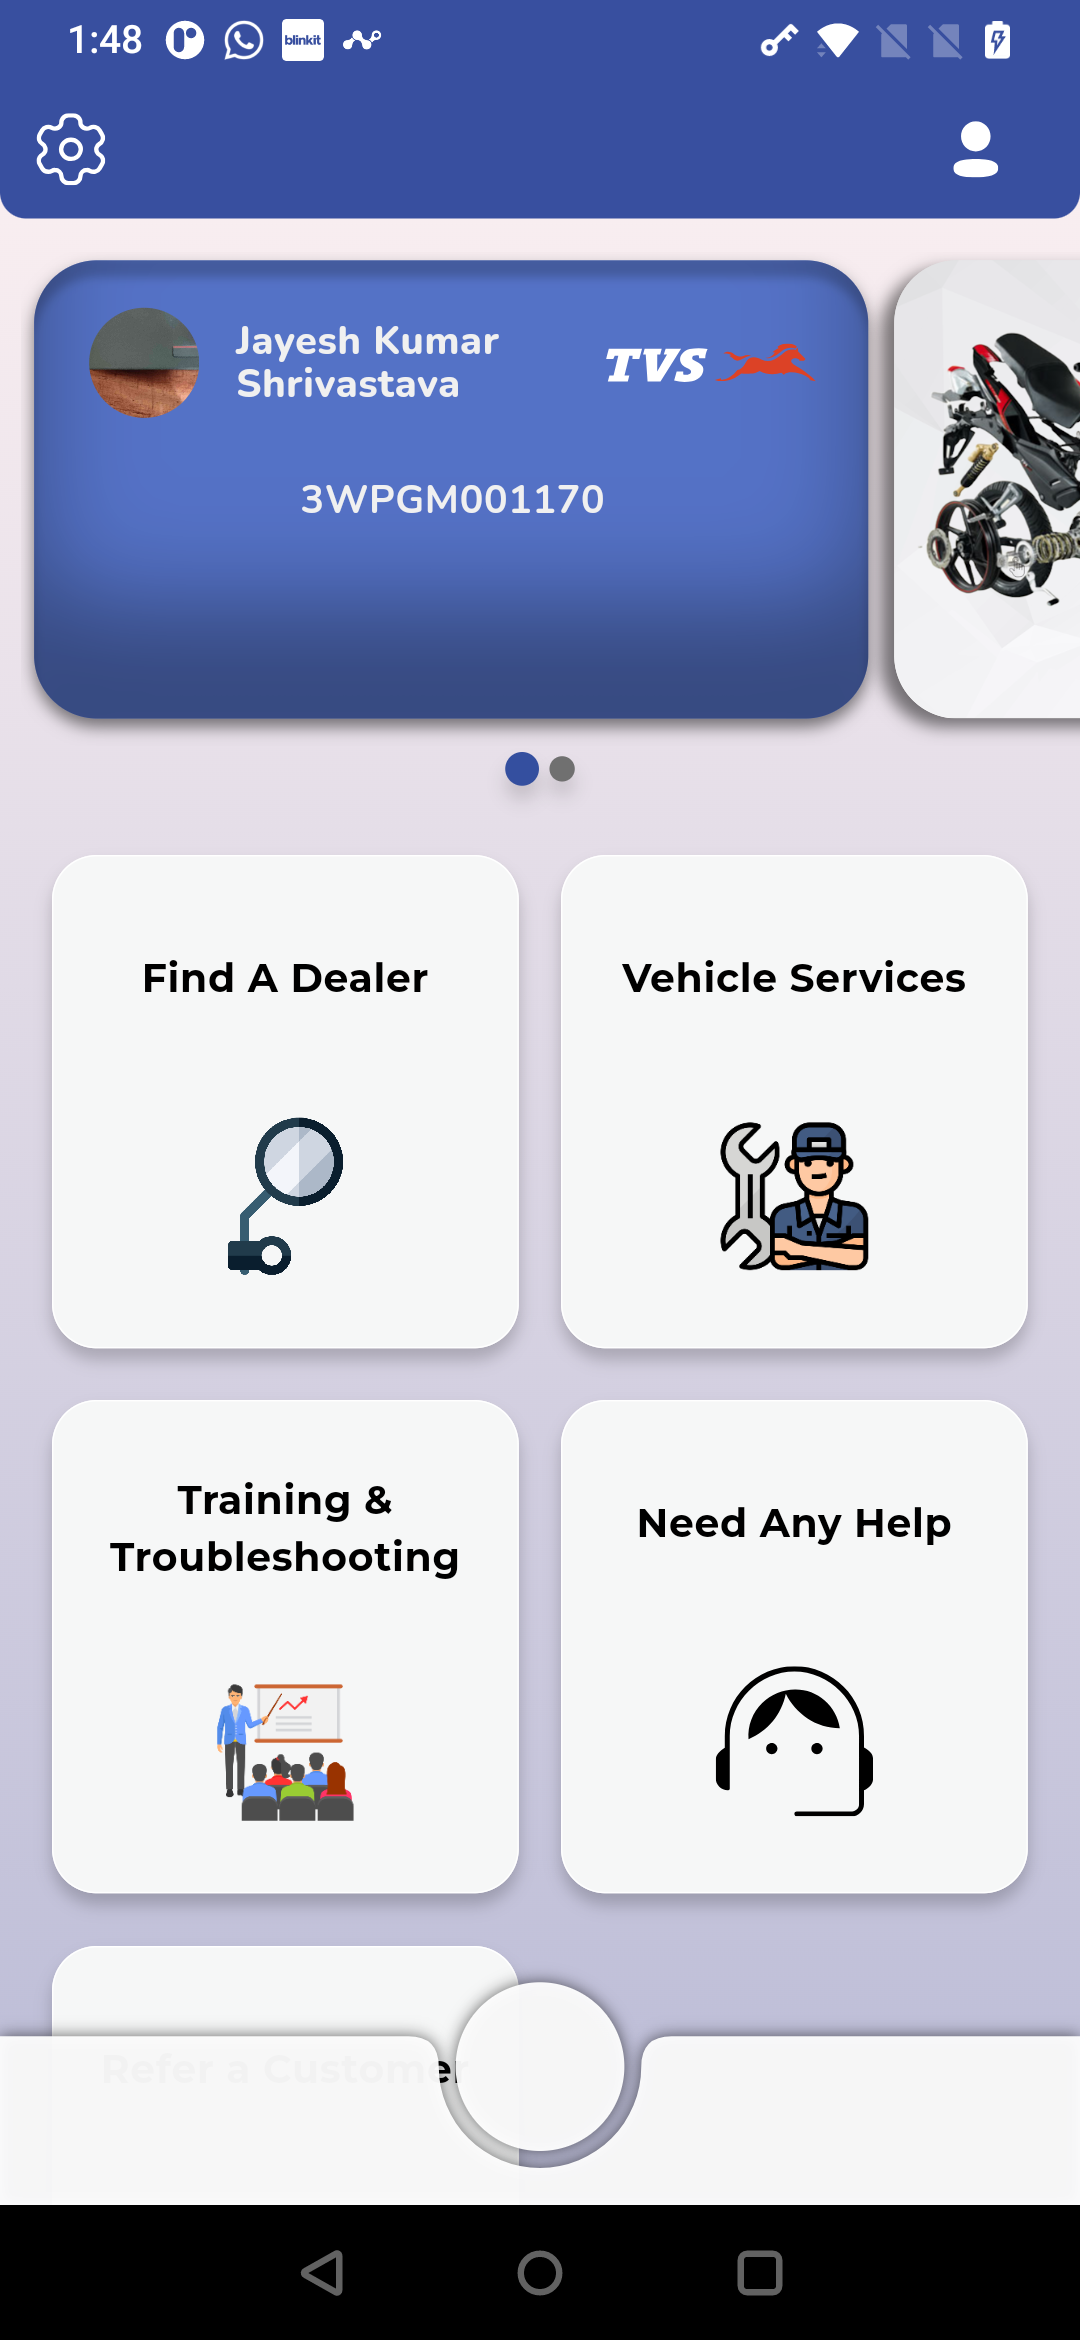 1:48
blinkit
Jayesh Kumar
Shrivastava
TVS
3WPGM001170
Find A Dealer
Vehicle Services
Training &
Troubleshooting
Need Any Help
Refer a Customer